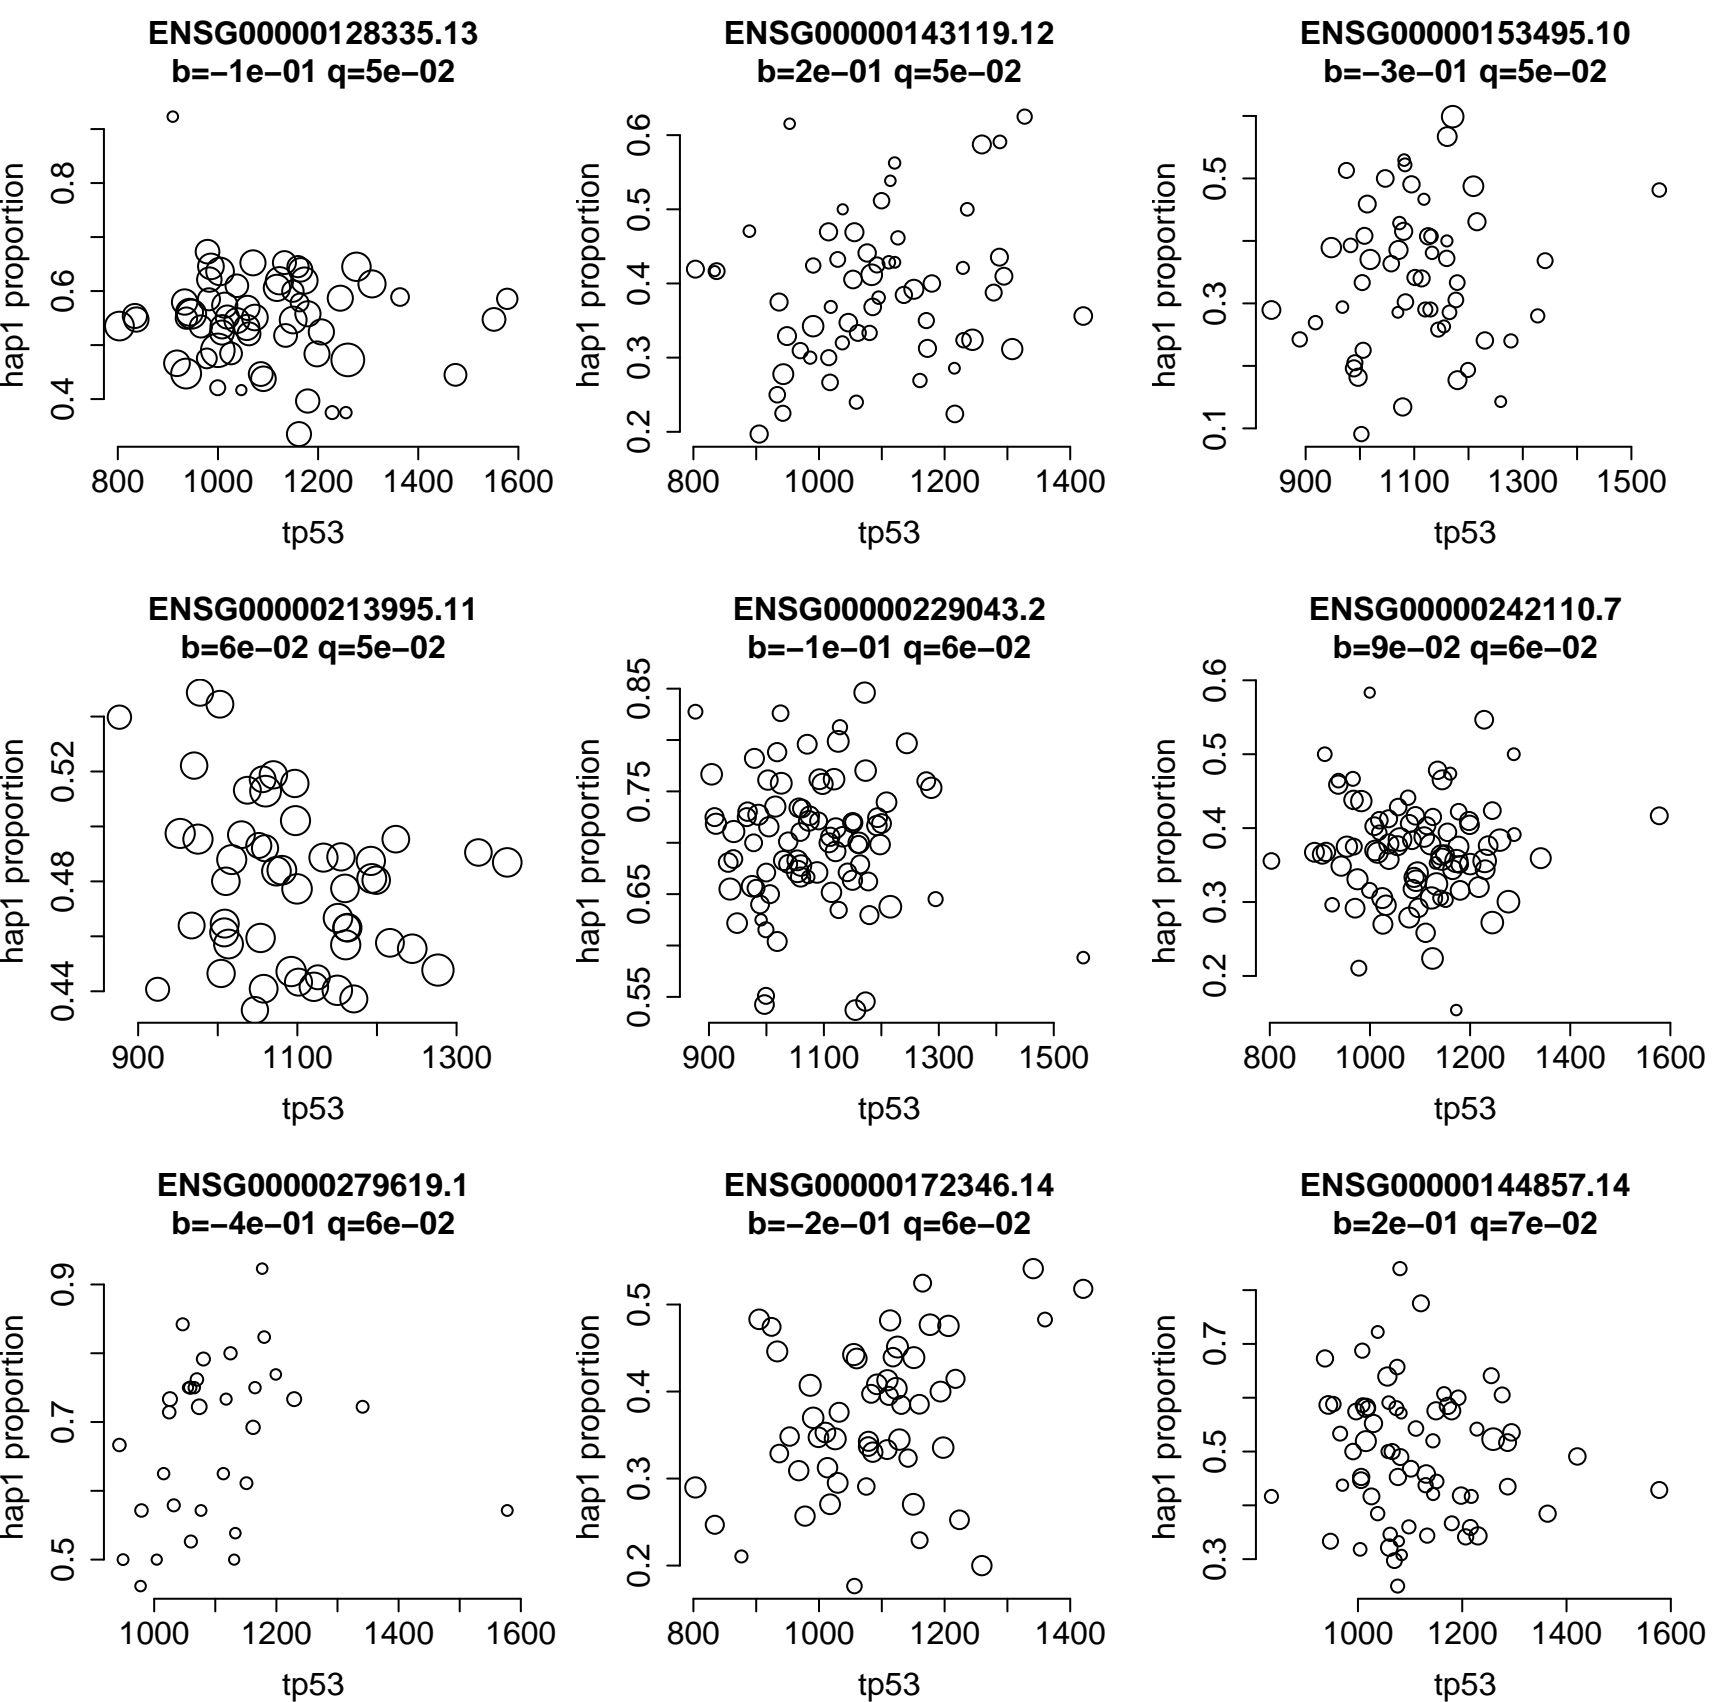 ENSG00000128335.13
b=−1e−01 q=5e−02
hap1 proportion
0.4 0.6 0.8
800 1000 1200 1400 1600
tp53
ENSG00000143119.12
b=2e−01 q=5e−02
hap1 proportion
0.2 0.3 0.4 0.5 0.6
800 1000 1200 1400
tp53
ENSG00000153495.10
b=−3e−01 q=5e−02
hap1 proportion
0.1 0.3 0.5
900 1100 1300 1500
tp53
ENSG00000213995.11
b=6e−02 q=5e−02
hap1 proportion
0.44 0.48 0.52
900 1100 1300
tp53
ENSG00000229043.2
b=−1e−01 q=6e−02
hap1 proportion
0.55 0.65 0.75 0.85
900 1100 1300 1500
tp53
ENSG00000242110.7
b=9e−02 q=6e−02
hap1 proportion
0.2 0.3 0.4 0.5 0.6
800 1000 1200 1400 1600
tp53
ENSG00000279619.1
b=−4e−01 q=6e−02
hap1 proportion
0.5 0.7 0.9
1000 1200 1400 1600
tp53
ENSG00000172346.14
b=−2e−01 q=6e−02
hap1 proportion
0.2 0.3 0.4 0.5
800 1000 1200 1400
tp53
ENSG00000144857.14
b=2e−01 q=7e−02
hap1 proportion
0.3 0.5 0.7
1000 1200 1400 1600
tp53